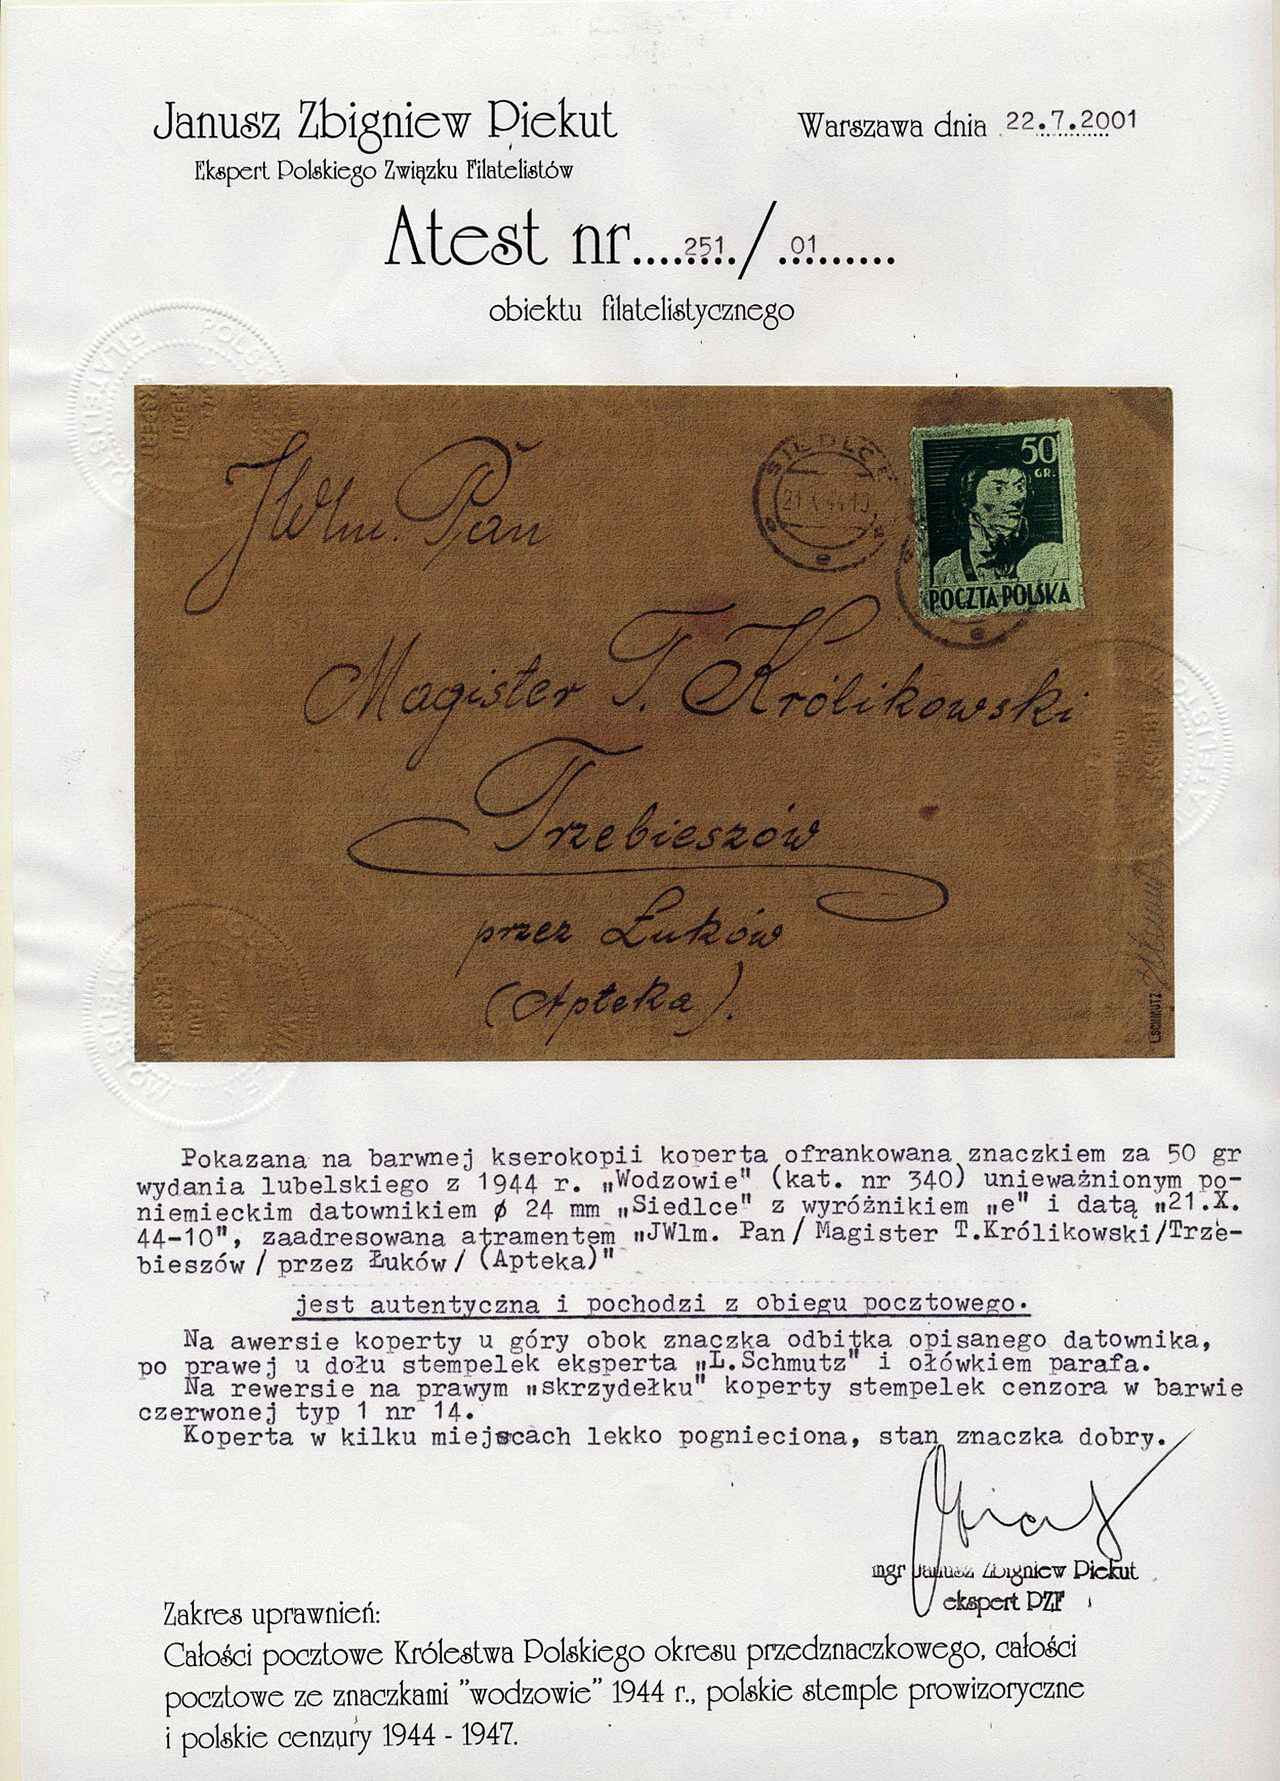 Janusz Zbigniew Piekut
Warszawa dnia 22.7.2001
Ekspert Polskiego Związku Filatelistów
Atest nr....251./.01.........
obiektu filatelistycznego
JWlm. Pan
SIEDLCE
21 X 44-10
e
50
GR.
POCZTA POLSKA
e
Magister T. Królikowski
Trzebieszów
przez Łuków
(Apteka).
L.SCHMUTZ
Pokazana na barwnej kserokopii koperta ofrankowana znaczkiem za 50 gr
wydania lubelskiego z 1944 r. „Wodzowie" (kat. nr 340) unieważnionym po-
niemieckim datownikiem ø 24 mm „Siedlce" z wyróżnikiem „e" i datą „21.X.
44-10", zaadresowana atramentem „JWlm. Pan/ Magister T.Królikowski/Trze-
bieszów / przez Łuków/ (Apteka)"
jest autentyczna i pochodzi z obiegu pocztowego.
Na awersie koperty u góry obok znaczka odbitka opisanego datownika,
po prawej u dołu stempelek eksperta „L.Schmutz" i ołówkiem parafa.
Na rewersie na prawym „skrzydełku" koperty stempelek cenzora w barwie
czerwonej typ 1 nr 14.
Koperta w kilku miejscach lekko pognieciona, stan znaczka dobry.
mgr Janusz Zbigniew Piekut
ekspert PZF
Zakres uprawnień:
Całości pocztowe Królestwa Polskiego okresu przedznaczkowego, całości
pocztowe ze znaczkami "wodzowie" 1944 r., polskie stemple prowizoryczne
i polskie cenzury 1944 - 1947.